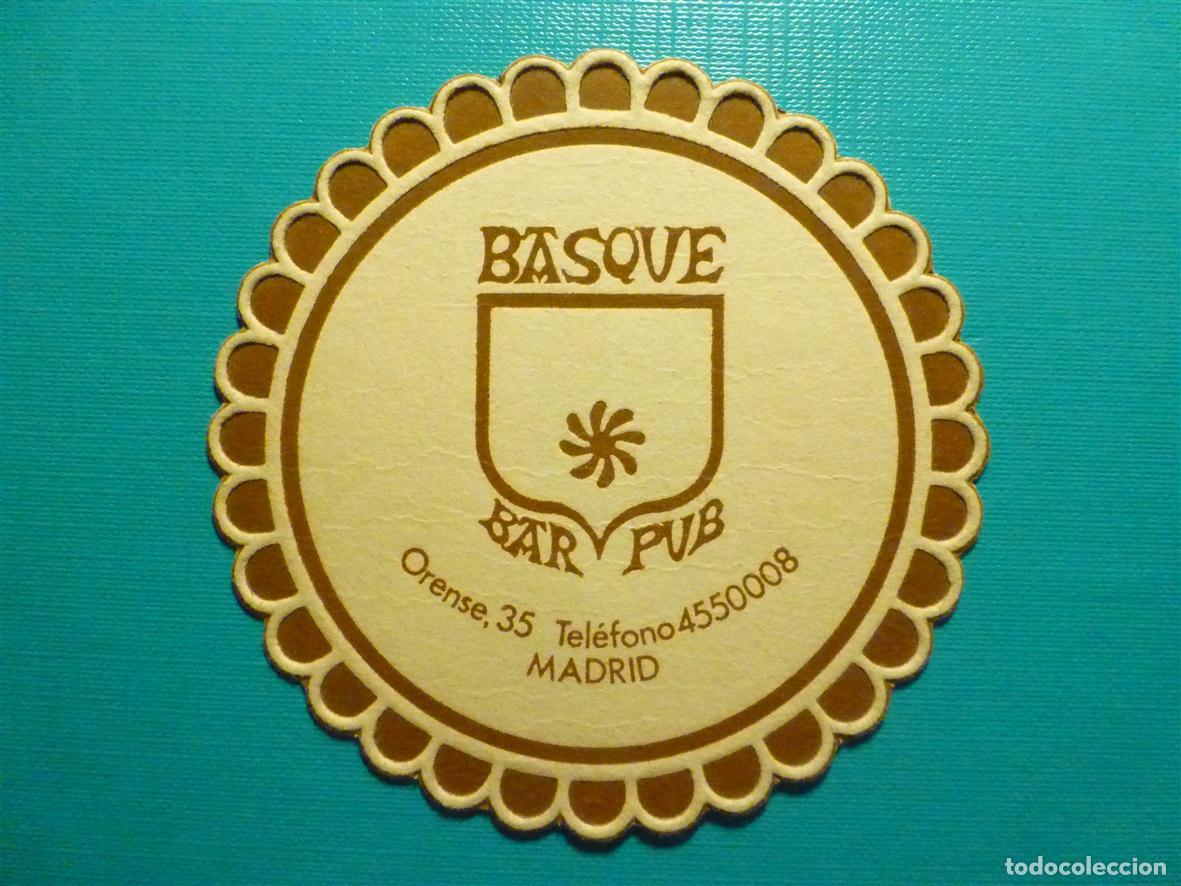 BASQUE
BAR PUB
Orense, 35 Teléfono 4550008
MADRID
todocoleccion